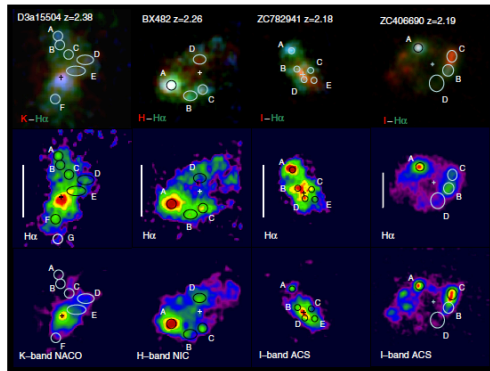 D3a15504 z=2.38
BX482 z=2.26
ZC782941 z=2.18
ZC406690 z=2.19
A
B
C
D
E
F
K–Hα
A
D
C
B
H–Hα
A
C
B
D
E
I–Hα
A
C
B
D
I–Hα
A
B
C
D
E
F
G
Hα
A
D
C
B
Hα
A
C
B
D
E
Hα
A
C
B
D
Hα
A
B
C
D
E
F
K–band NACO
A
D
C
B
H–band NIC
A
C
B
D
E
I–band ACS
A
C
B
D
I–band ACS